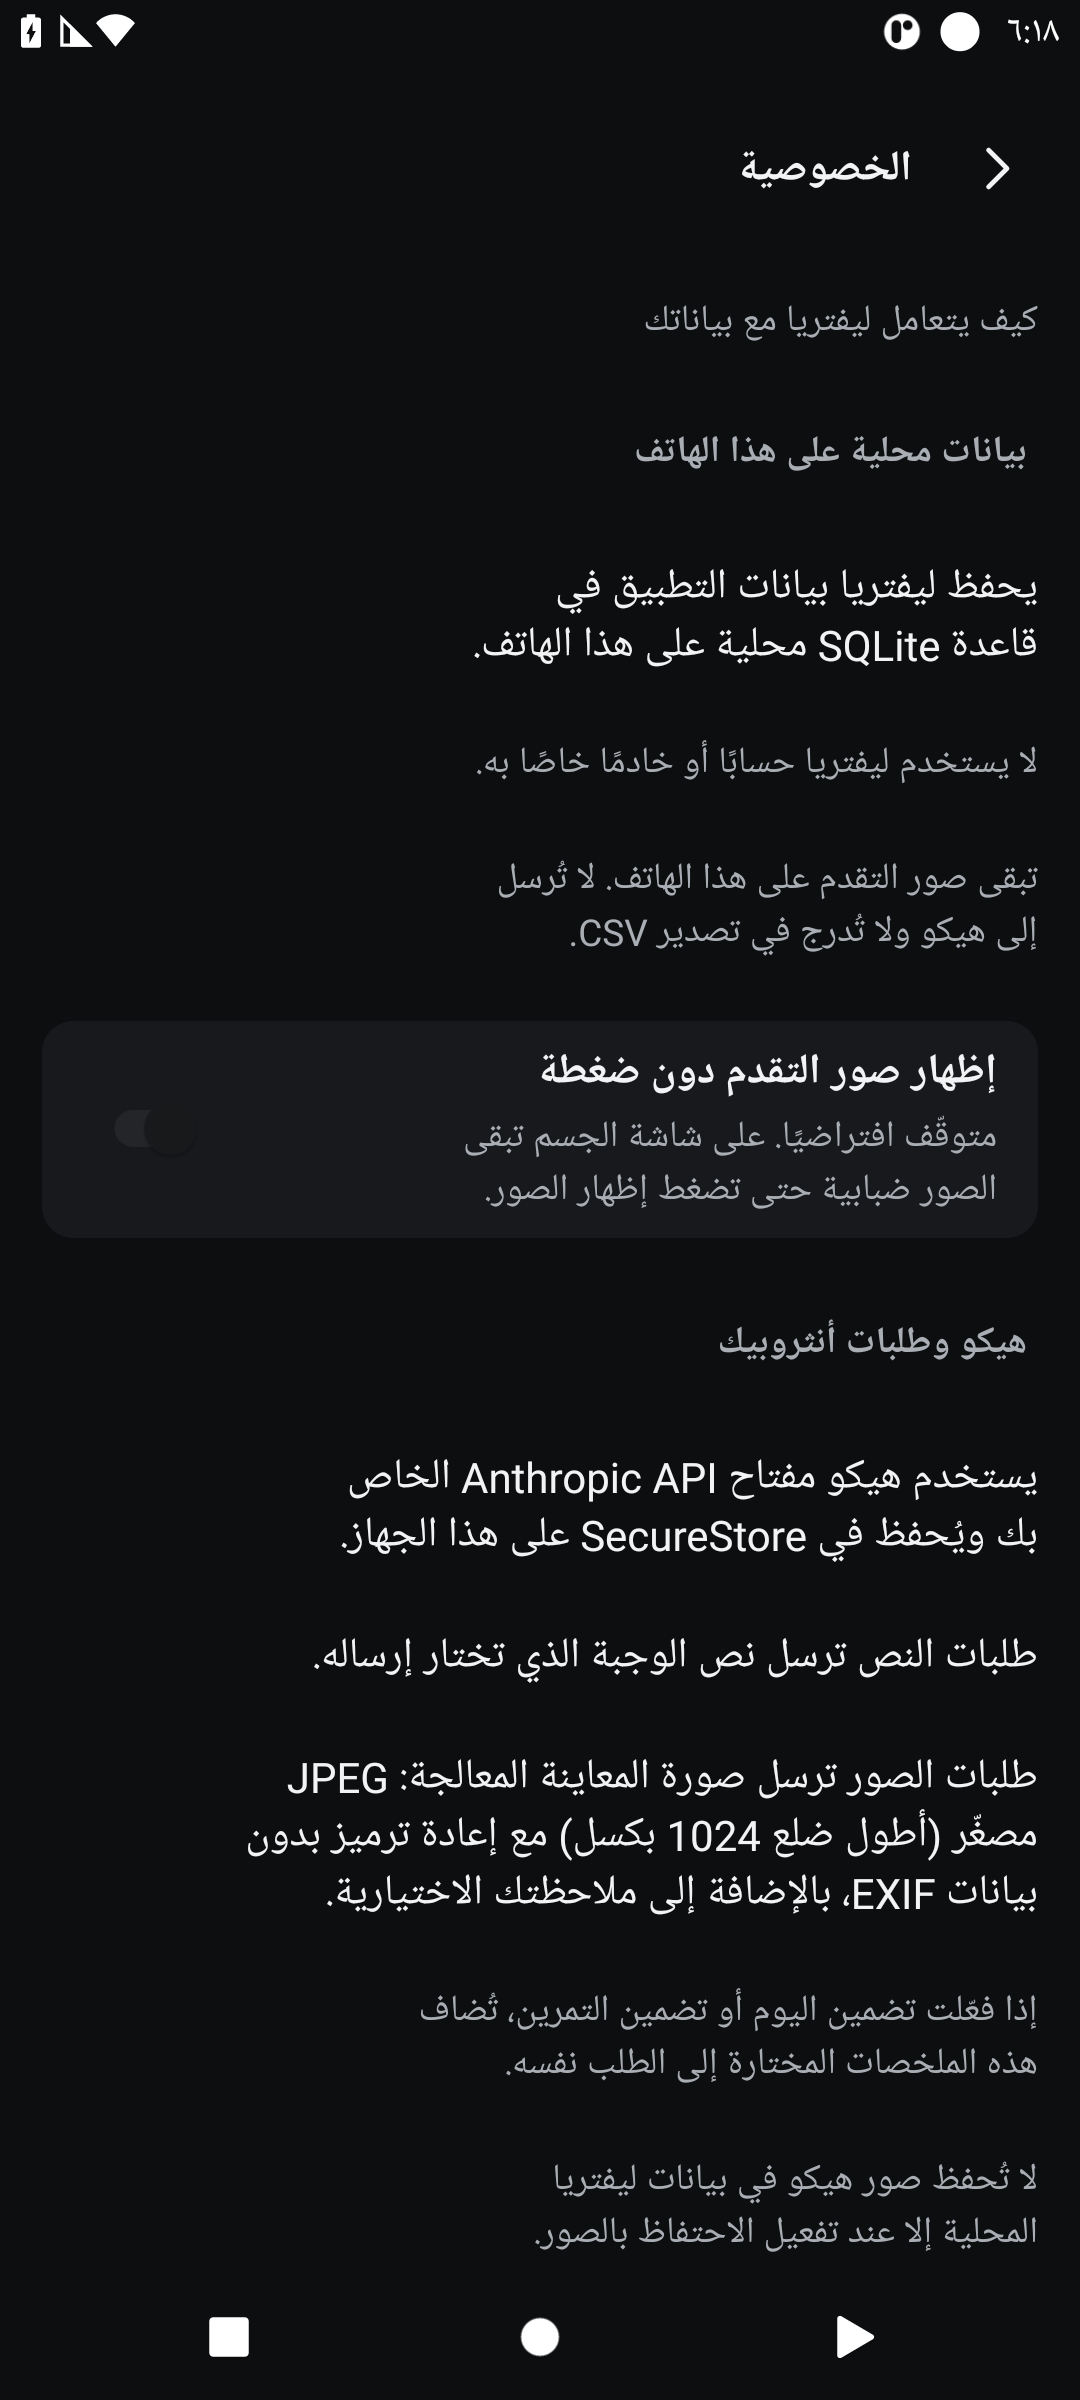 ٦:١٨
الخصوصية
كيف يتعامل ليفتريا مع بياناتك
بيانات محلية على هذا الهاتف
يحفظ ليفتريا بيانات التطبيق في
قاعدة SQLite محلية على هذا الهاتف.
لا يستخدم ليفتريا حسابًا أو خادمًا خاصًا به.
تبقى صور التقدم على هذا الهاتف. لا تُرسل
إلى هيكو ولا تُدرج في تصدير CSV.
إظهار صور التقدم دون ضغطة
متوقّف افتراضيًا. على شاشة الجسم تبقى
الصور ضبابية حتى تضغط إظهار الصور.
هيكو وطلبات أنثروبيك
يستخدم هيكو مفتاح Anthropic API الخاص
بك ويُحفظ في SecureStore على هذا الجهاز.
طلبات النص ترسل نص الوجبة الذي تختار إرساله.
طلبات الصور ترسل صورة المعاينة المعالجة: JPEG
مصغّر (أطول ضلع 1024 بكسل) مع إعادة ترميز بدون
بيانات EXIF، بالإضافة إلى ملاحظتك الاختيارية.
إذا فعّلت تضمين اليوم أو تضمين التمرين، تُضاف
هذه الملخصات المختارة إلى الطلب نفسه.
لا تُحفظ صور هيكو في بيانات ليفتريا
المحلية إلا عند تفعيل الاحتفاظ بالصور.